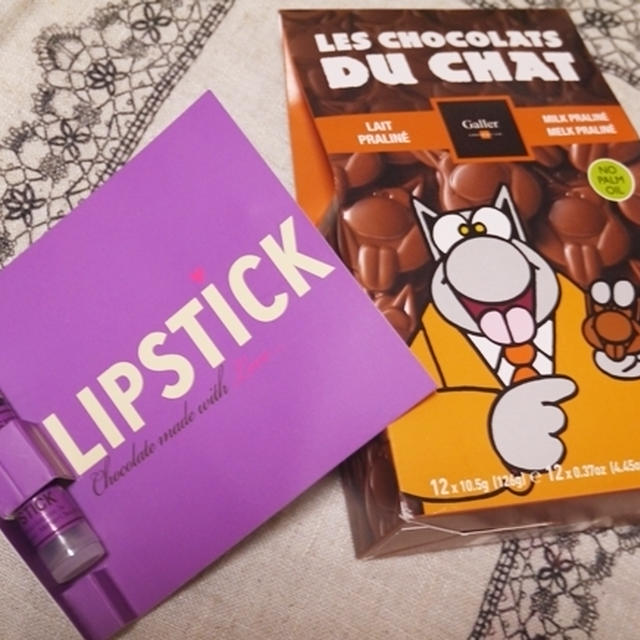 LES CHOCOLATS
DU CHAT
LAIT
PRALINÉ
Galler
MILK PRALINÉ
MELK PRALINÉ
NO
PALM
OIL
12 x 10.5g (126g) e 12 x 0.37oz (4.45oz
LIPSTICK
Chocolate made with
STICK